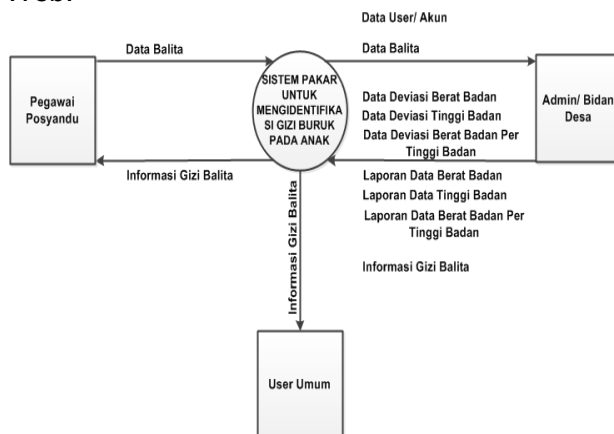 Data User/ Akun
Data Balita
Data Balita
Pegawai
Posyandu
SISTEM PAKAR
UNTUK
MENGIDENTIFIKA
SI GIZI BURUK
PADA ANAK
Data Deviasi Berat Badan
Data Deviasi Tinggi Badan
Data Deviasi Berat Badan Per
Tinggi Badan
Admin/ Bidan
Desa
Informasi Gizi Balita
Laporan Data Berat Badan
Laporan Data Tinggi Badan
Laporan Data Berat Badan Per
Tinggi Badan
Informasi Gizi Balita
Informasi Gizi Balita
User Umum